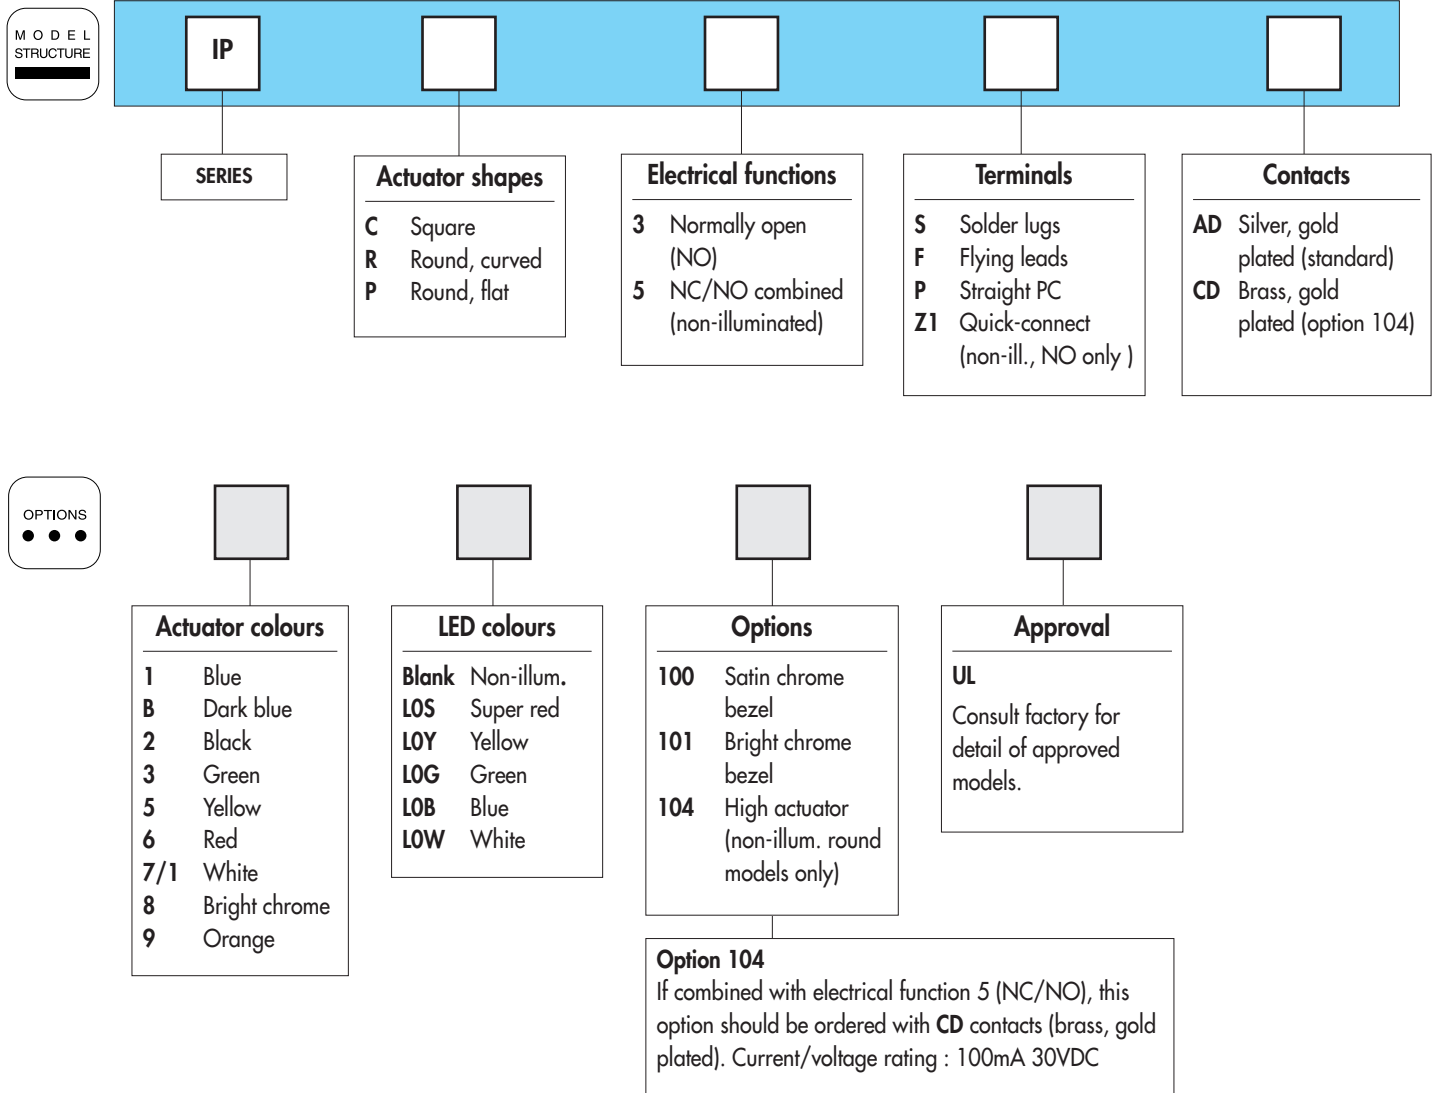 MODEL
STRUCTURE
IP
SERIES
Actuator shapes
C Square
R Round, curved
P Round, flat
Electrical functions
3 Normally open
(NO)
5 NC/NO combined
(non-illuminated)
Terminals
S Solder lugs
F Flying leads
P Straight PC
Z1 Quick-connect
(non-ill., NO only )
Contacts
AD Silver, gold
plated (standard)
CD Brass, gold
plated (option 104)
OPTIONS
Actuator colours
1 Blue
B Dark blue
2 Black
3 Green
5 Yellow
6 Red
7/1 White
8 Bright chrome
9 Orange
LED colours
Blank Non-illum.
L0S Super red
L0Y Yellow
L0G Green
L0B Blue
L0W White
Options
100 Satin chrome
bezel
101 Bright chrome
bezel
104 High actuator
(non-illum. round
models only)
Approval
UL
Consult factory for
detail of approved
models.
Option 104
If combined with electrical function 5 (NC/NO), this
option should be ordered with CD contacts (brass, gold
plated). Current/voltage rating : 100mA 30VDC